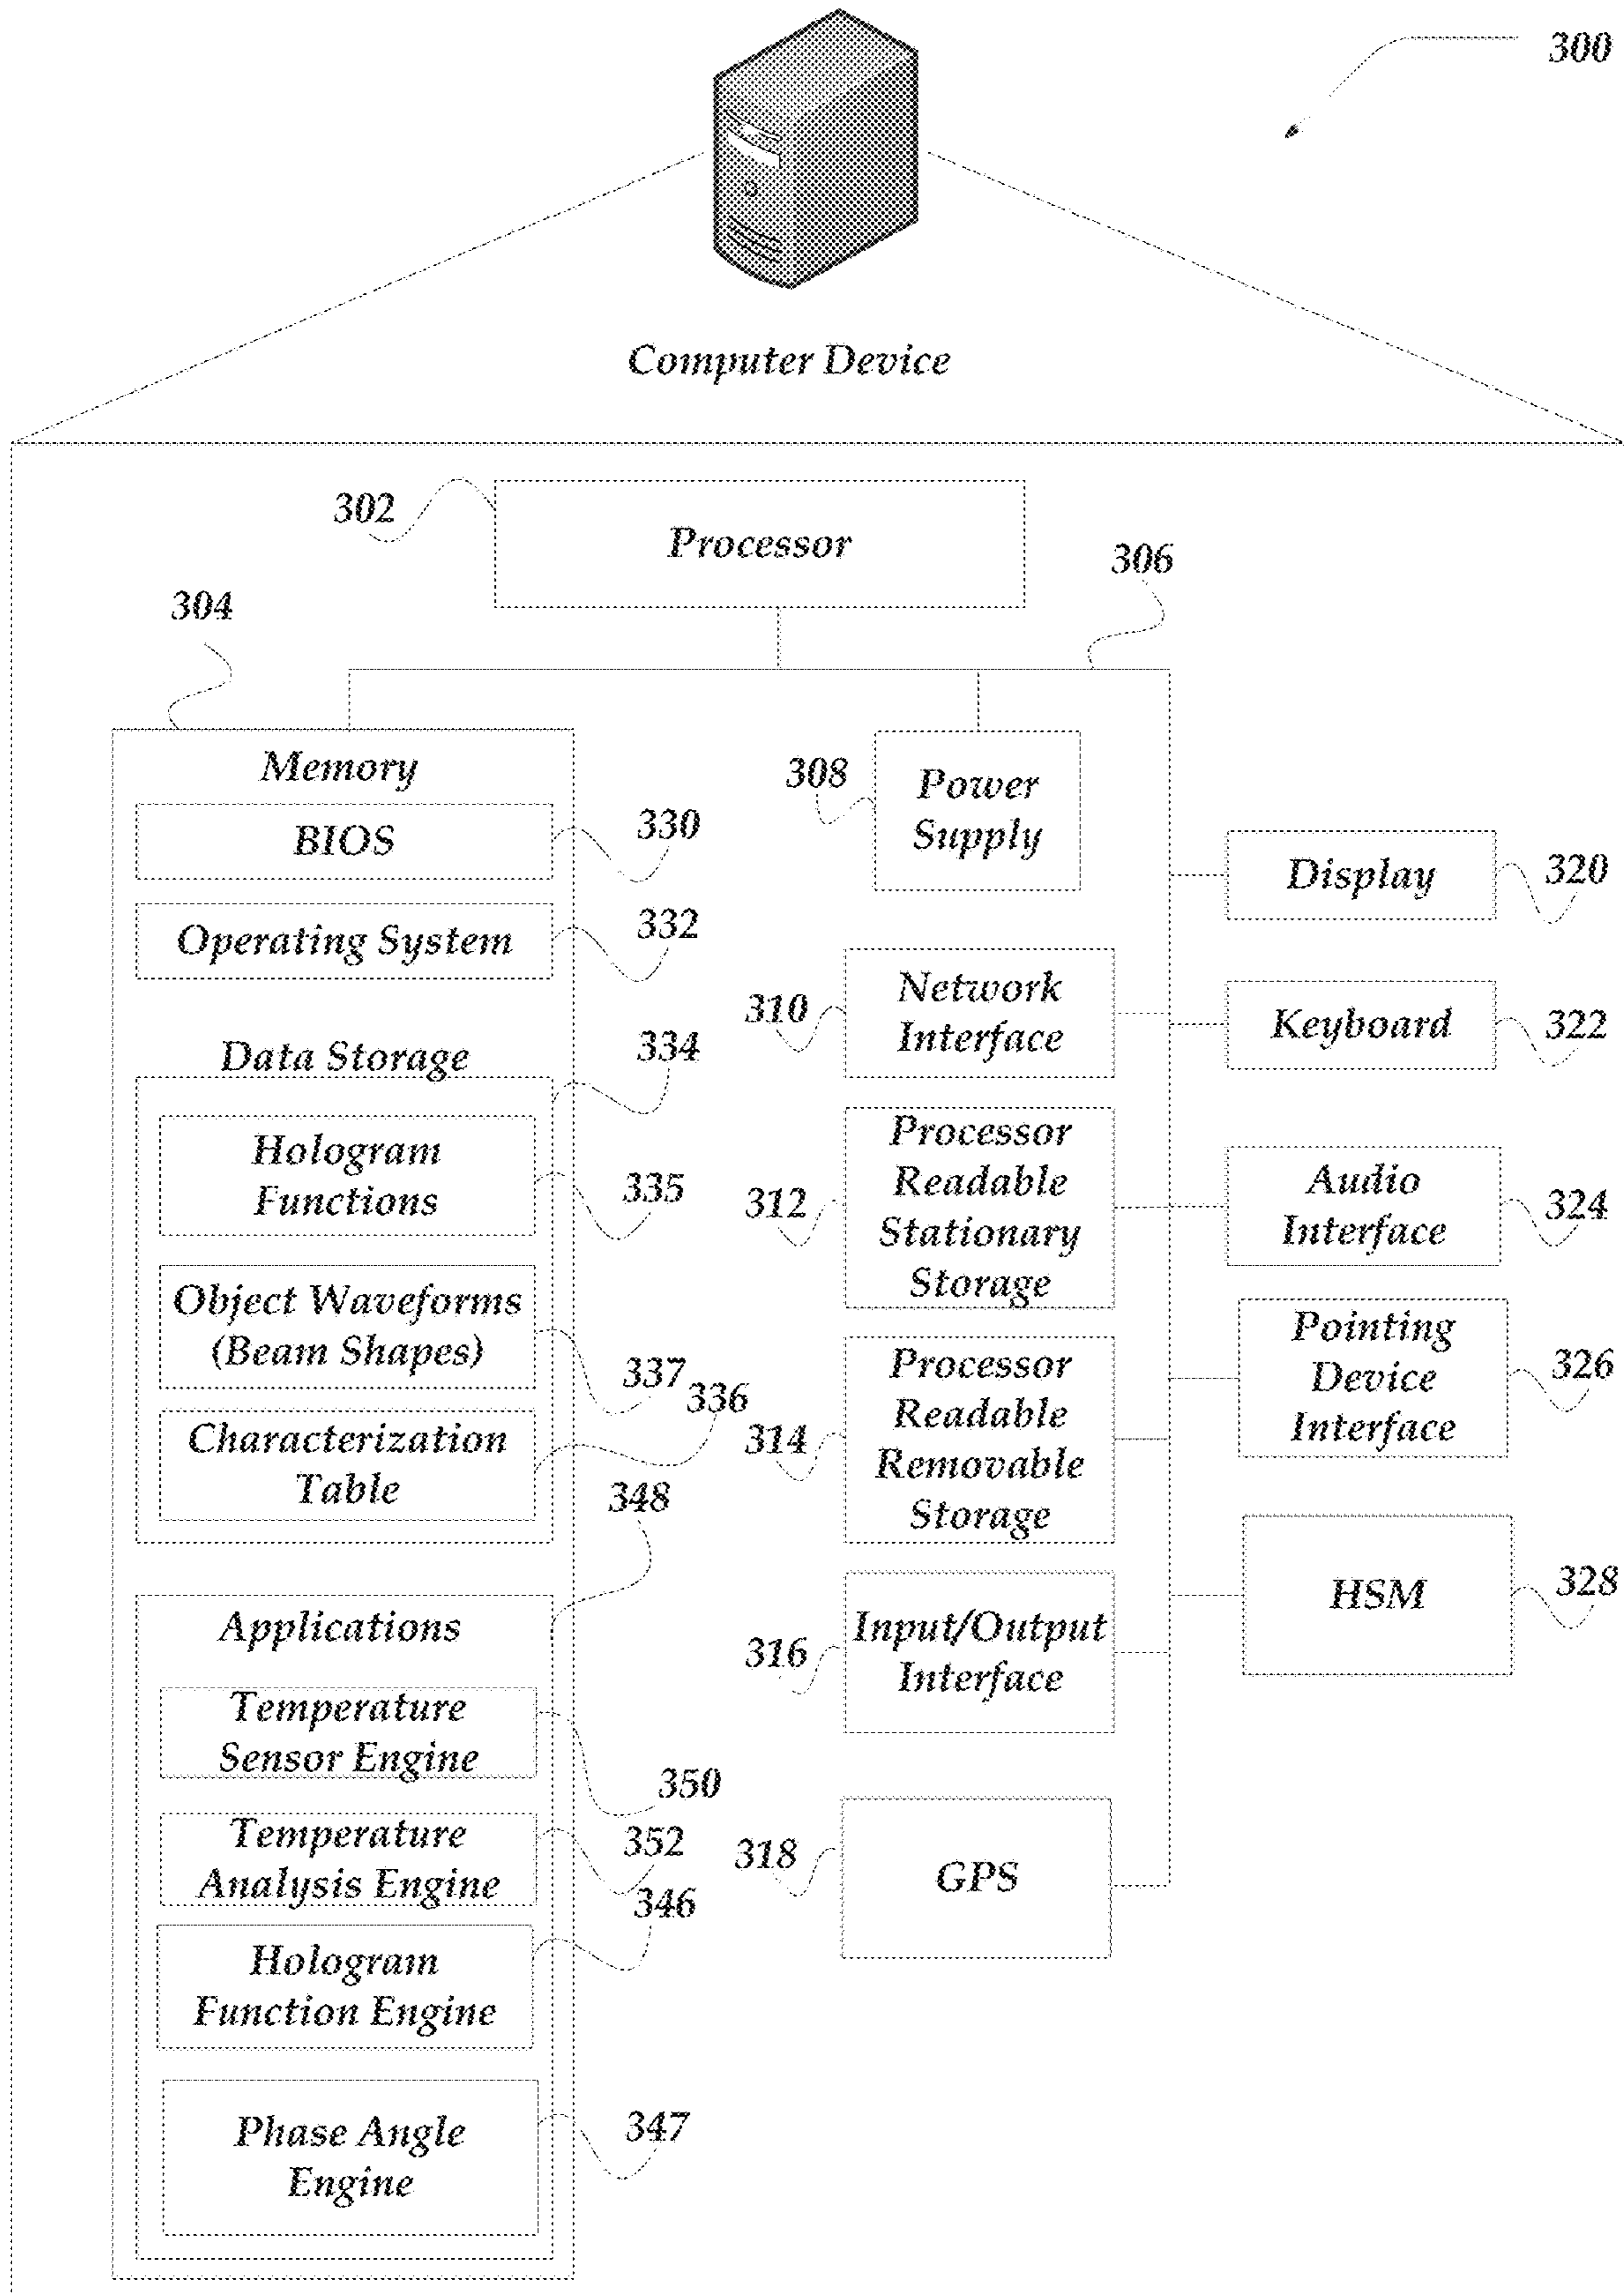 300
Computer Device
302
Processor
306
304
Memory
BIOS
330
Operating System
332
Data Storage
334
Hologram
Functions
335
Object Waveforms
(Beam Shapes)
337
336
Characterization
Table
348
Applications
Temperature
Sensor Engine
350
Temperature
Analysis Engine
352
346
Hologram
Function Engine
Phase Angle
Engine
347
308
Power
Supply
310
Network
Interface
312
Processor
Readable
Stationary
Storage
314
Processor
Readable
Removable
Storage
316
Input/Output
Interface
318
GPS
Display
320
Keyboard
322
Audio
Interface
324
Pointing
Device
Interface
326
HSM
328